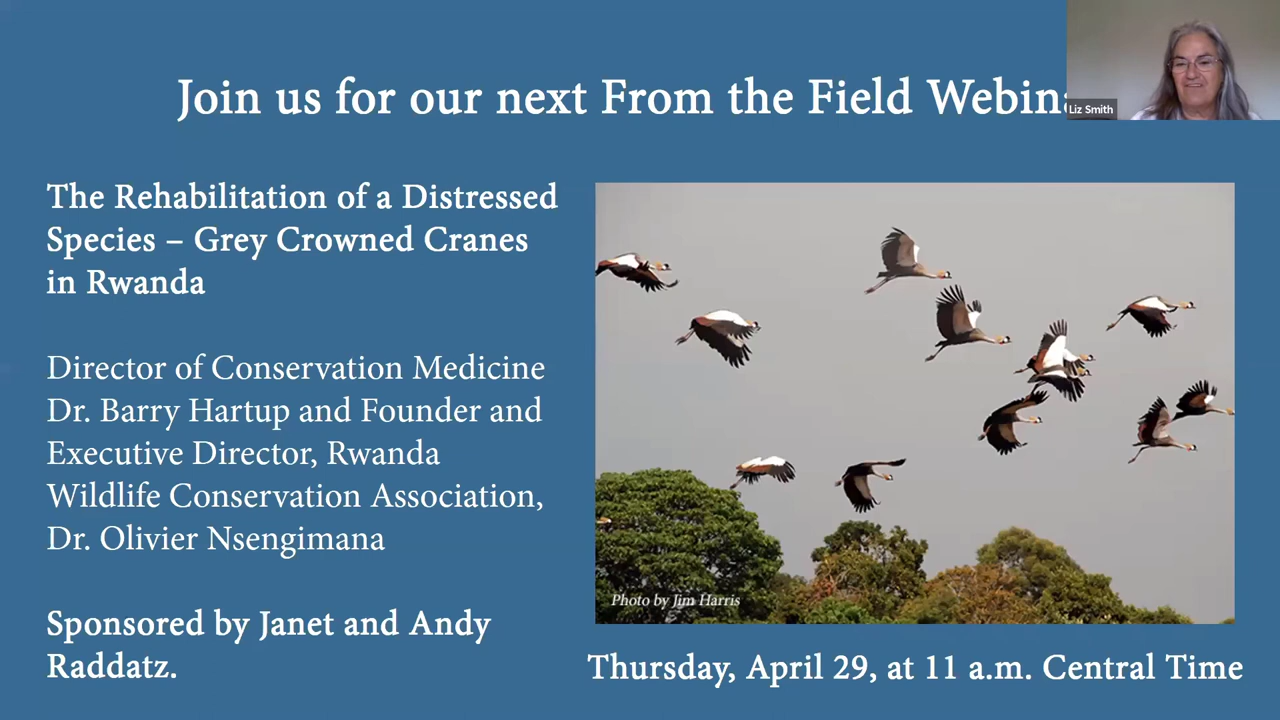 Join us for our next From the Field Webin
Liz Smith
The Rehabilitation of a Distressed
Species – Grey Crowned Cranes
in Rwanda
Director of Conservation Medicine
Dr. Barry Hartup and Founder and
Executive Director, Rwanda
Wildlife Conservation Association,
Dr. Olivier Nsengimana
Sponsored by Janet and Andy
Raddatz.
Photo by Jim Harris
Thursday, April 29, at 11 a.m. Central Time